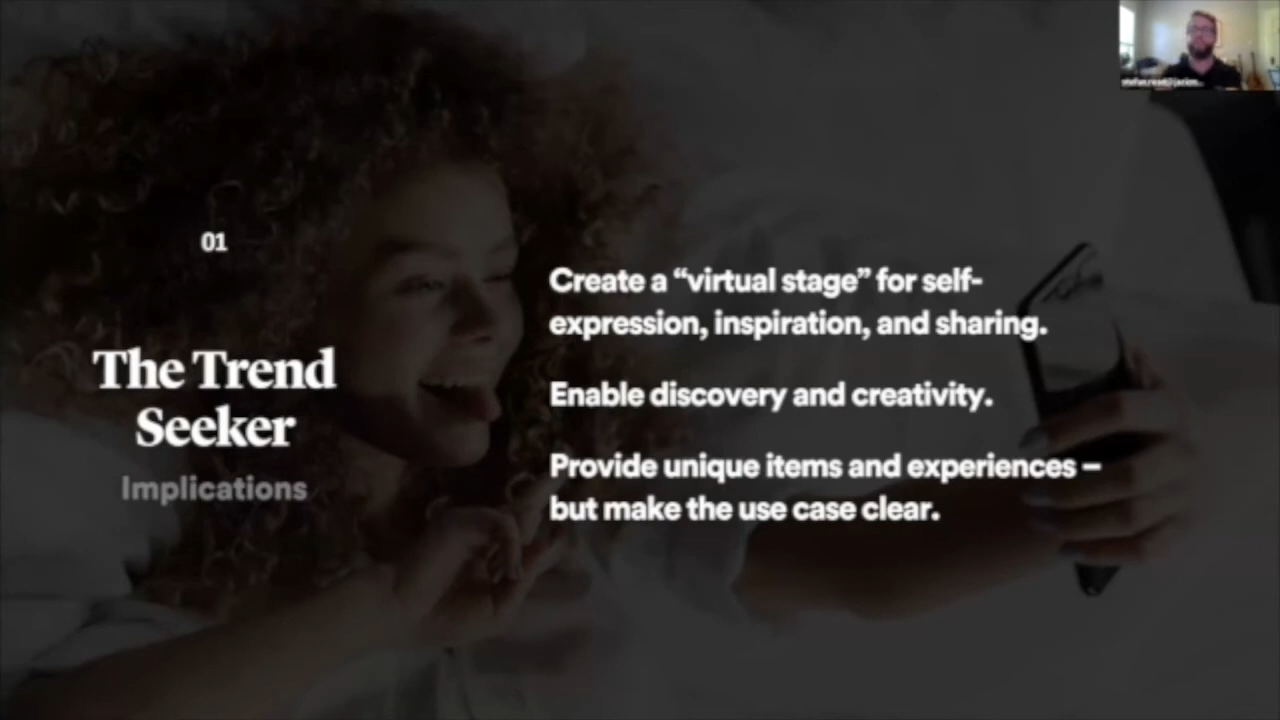 01
The Trend
Seeker
Implications
Create a “virtual stage” for self-
expression, inspiration, and sharing.
Enable discovery and creativity.
Provide unique items and experiences –
but make the use case clear.